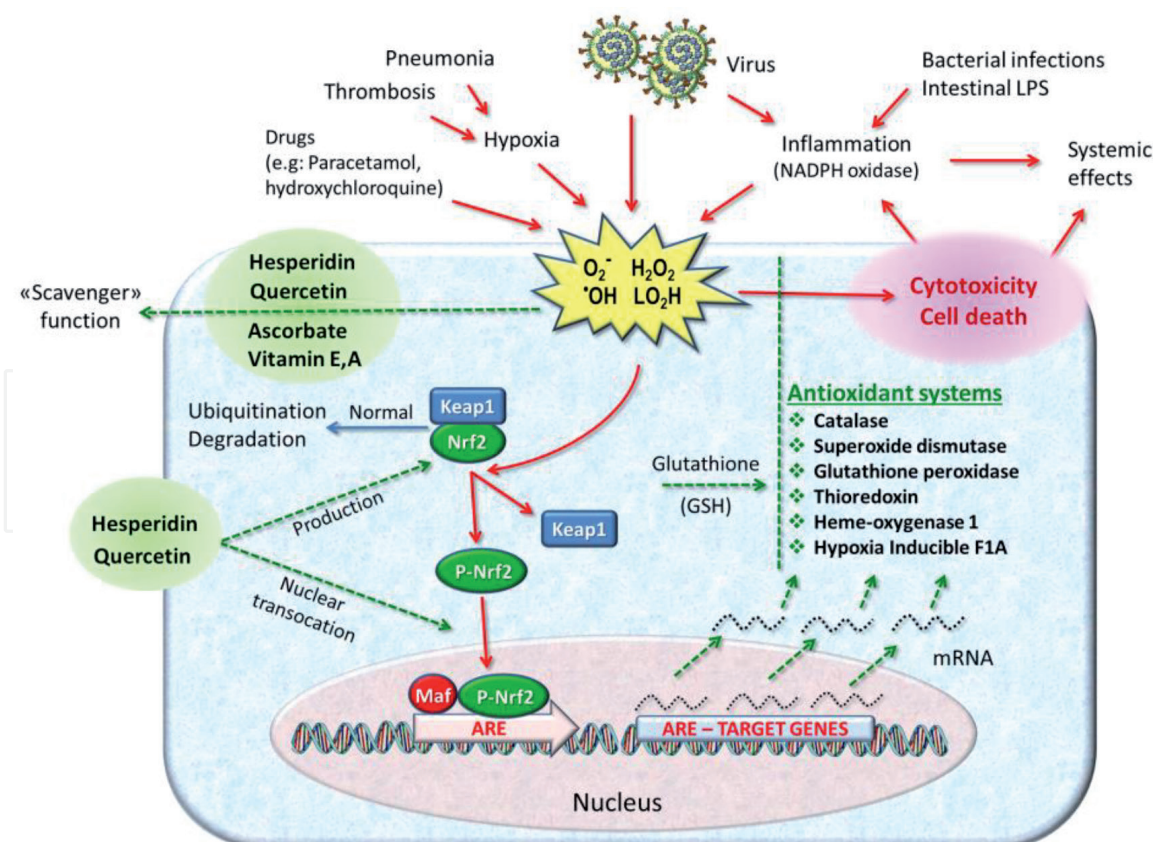 Pneumonia
Thrombosis
Hypoxia
Drugs
(e.g: Paracetamol,
hydroxychloroquine)
Virus
Bacterial infections
Intestinal LPS
Inflammation
(NADPH oxidase)
Systemic
effects
O₂⁻ H₂O₂
•OH LO₂H
Cytotoxicity
Cell death
«Scavenger»
function
Hesperidin
Quercetin
Ascorbate
Vitamin E,A
Ubiquitination
Degradation
Normal
Keap1
Nrf2
Hesperidin
Quercetin
Production
Nuclear
transocation
Keap1
P-Nrf2
Glutathione
(GSH)
Antioxidant systems
❖ Catalase
❖ Superoxide dismutase
❖ Glutathione peroxidase
❖ Thioredoxin
❖ Heme-oxygenase 1
❖ Hypoxia Inducible F1A
mRNA
Maf
P-Nrf2
ARE
ARE – TARGET GENES
Nucleus